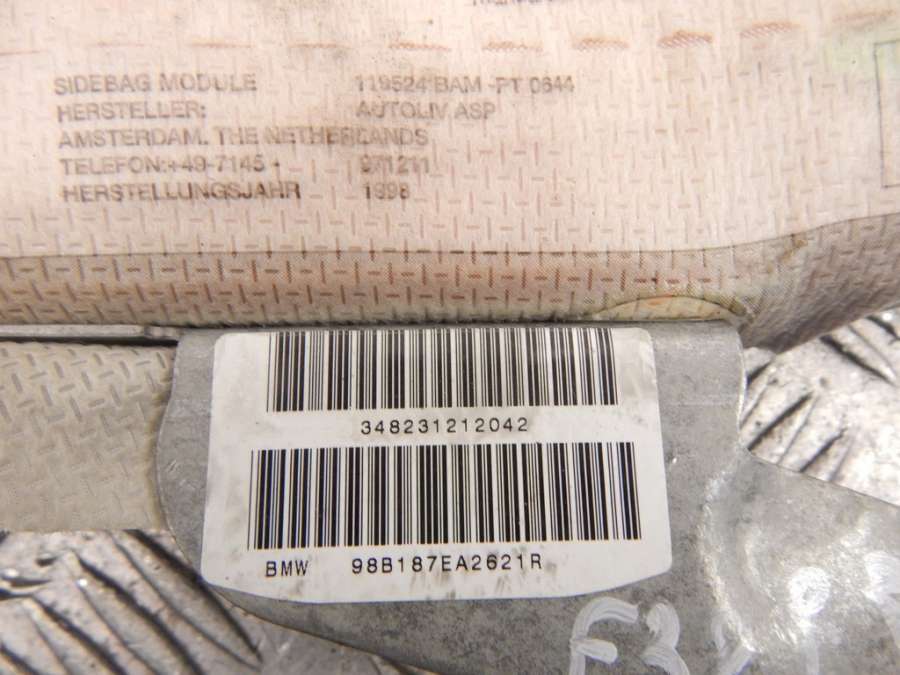 SIDEBAG MODULE 119524 BAM -PT 0644
HERSTELLER: AUTOLIV ASP
AMSTERDAM. THE NETHERLANDS
TELEFON:+49-7145 - 971211
HERSTELLUNGSJAHR 1998
348231212042
BMW 98B187EA2621R